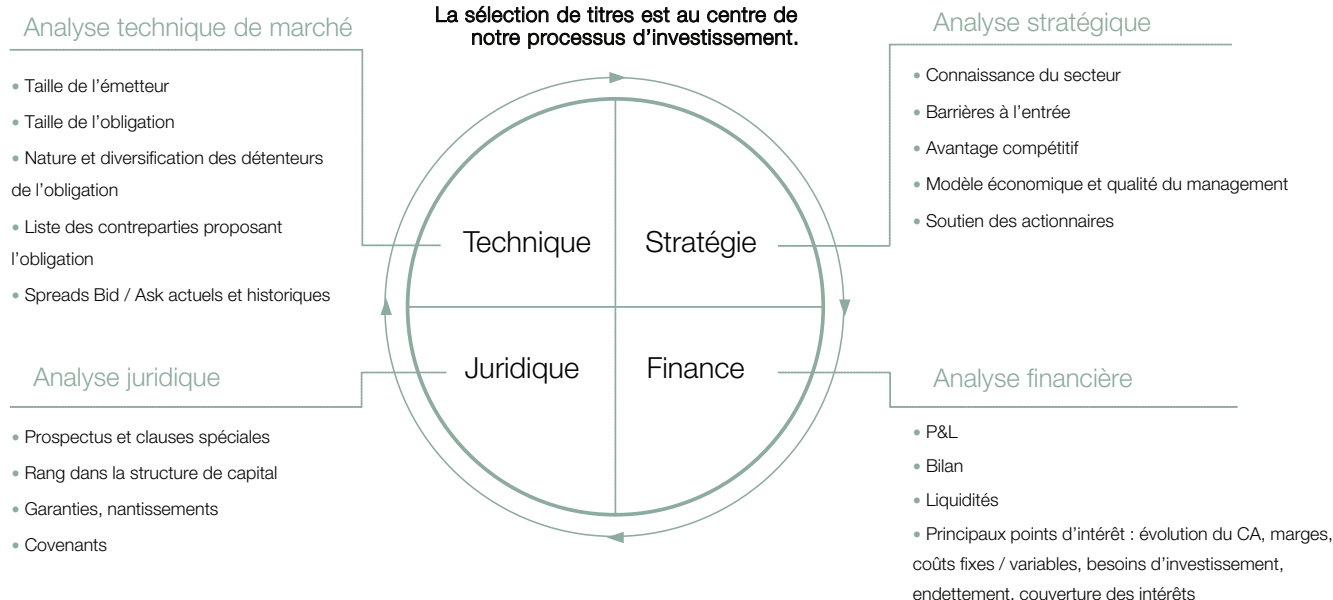 La sélection de titres est au centre de
notre processus d’investissement.
Analyse technique de marché
• Taille de l’émetteur
• Taille de l’obligation
• Nature et diversification des détenteurs
de l’obligation
• Liste des contreparties proposant
l’obligation
• Spreads Bid / Ask actuels et historiques
Analyse stratégique
• Connaissance du secteur
• Barrières à l’entrée
• Avantage compétitif
• Modèle économique et qualité du management
• Soutien des actionnaires
Technique
Stratégie
Juridique
Finance
Analyse juridique
• Prospectus et clauses spéciales
• Rang dans la structure de capital
• Garanties, nantissements
• Covenants
Analyse financière
• P&L
• Bilan
• Liquidités
• Principaux points d’intérêt : évolution du CA, marges,
coûts fixes / variables, besoins d’investissement,
endettement, couverture des intérêts